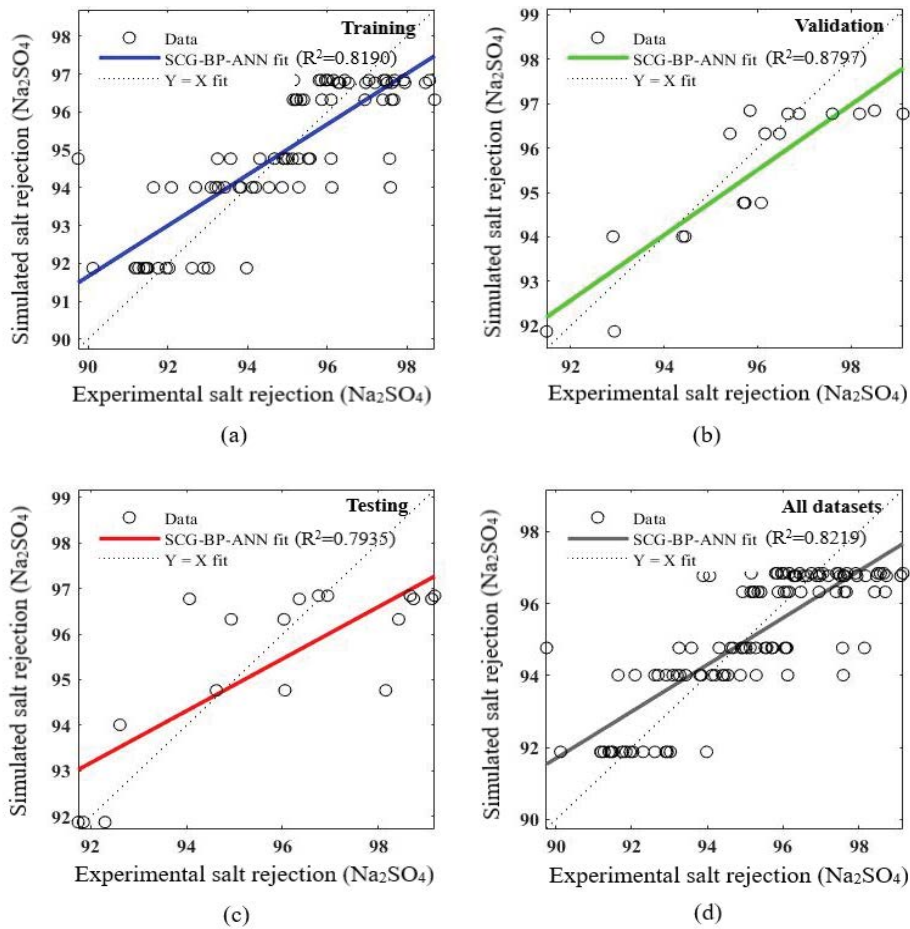 Training
Data
SCG-BP-ANN fit (R²=0.8190)
Y = X fit
98
97
96
95
94
93
92
91
90
90 92 94 96 98
Simulated salt rejection (Na₂SO₄)
Experimental salt rejection (Na₂SO₄)
(a)
Validation
Data
SCG-BP-ANN fit (R²=0.8797)
Y = X fit
99
98
97
96
95
94
93
92
92 94 96 98
Simulated salt rejection (Na₂SO₄)
Experimental salt rejection (Na₂SO₄)
(b)
Testing
Data
SCG-BP-ANN fit (R²=0.7935)
Y = X fit
99
98
97
96
95
94
93
92
92 94 96 98
Simulated salt rejection (Na₂SO₄)
Experimental salt rejection (Na₂SO₄)
(c)
All datasets
Data
SCG-BP-ANN fit (R²=0.8219)
Y = X fit
98
96
94
92
90
90 92 94 96 98
Simulated salt rejection (Na₂SO₄)
Experimental salt rejection (Na₂SO₄)
(d)